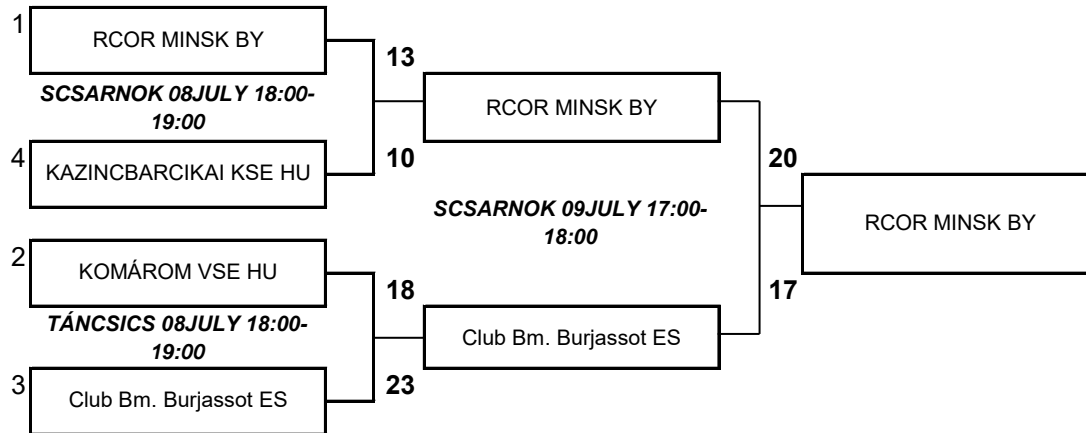 1
RCOR MINSK BY
13
SCSARNOK 08JULY 18:00-
19:00
RCOR MINSK BY
4
KAZINCBARCIKAI KSE HU
10
20
SCSARNOK 09JULY 17:00-
18:00
RCOR MINSK BY
2
KOMÁROM VSE HU
18
17
TÁNCSICS 08JULY 18:00-
19:00
Club Bm. Burjassot ES
3
Club Bm. Burjassot ES
23